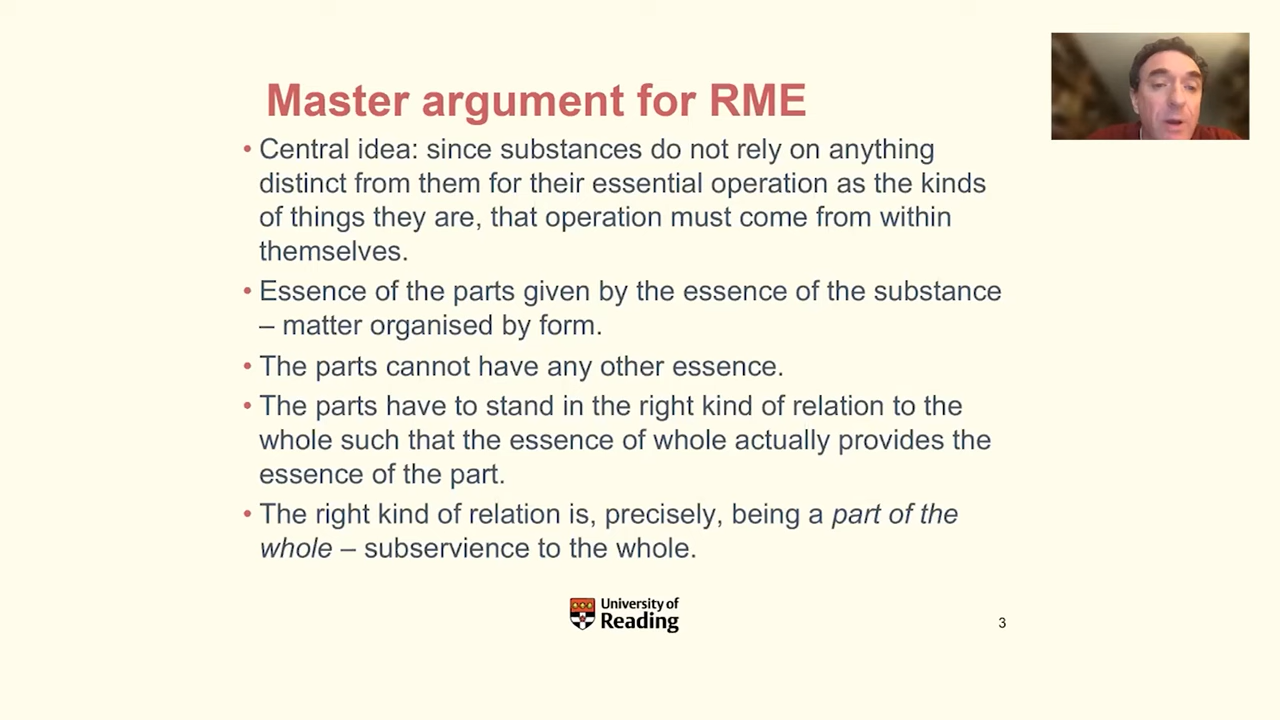 Master argument for RME
• Central idea: since substances do not rely on anything
distinct from them for their essential operation as the kinds
of things they are, that operation must come from within
themselves.
• Essence of the parts given by the essence of the substance
– matter organised by form.
• The parts cannot have any other essence.
• The parts have to stand in the right kind of relation to the
whole such that the essence of whole actually provides the
essence of the part.
• The right kind of relation is, precisely, being a part of the
whole – subservience to the whole.
University of
Reading
3